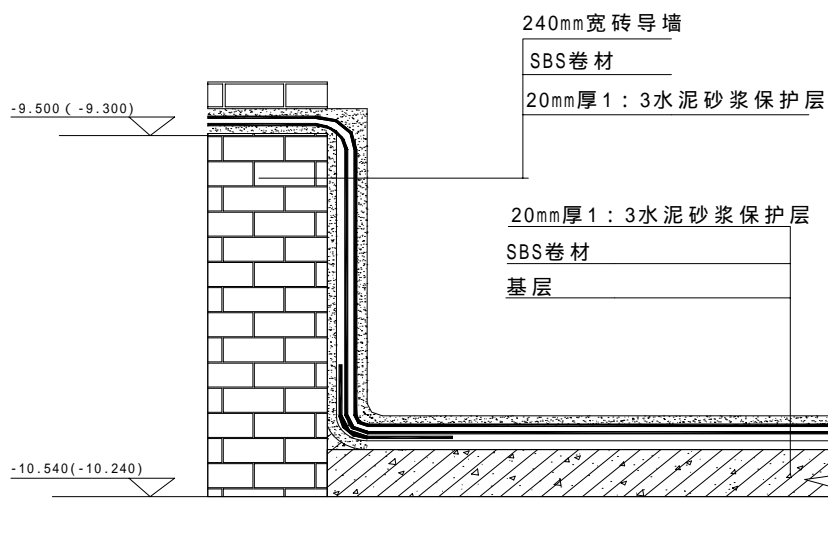 240mm宽砖导墙
SBS卷材
-9.500 ( -9.300)
20mm厚1：3水泥砂浆保护层
20mm厚1：3水泥砂浆保护层
SBS卷材
基层
-10.540(-10.240)